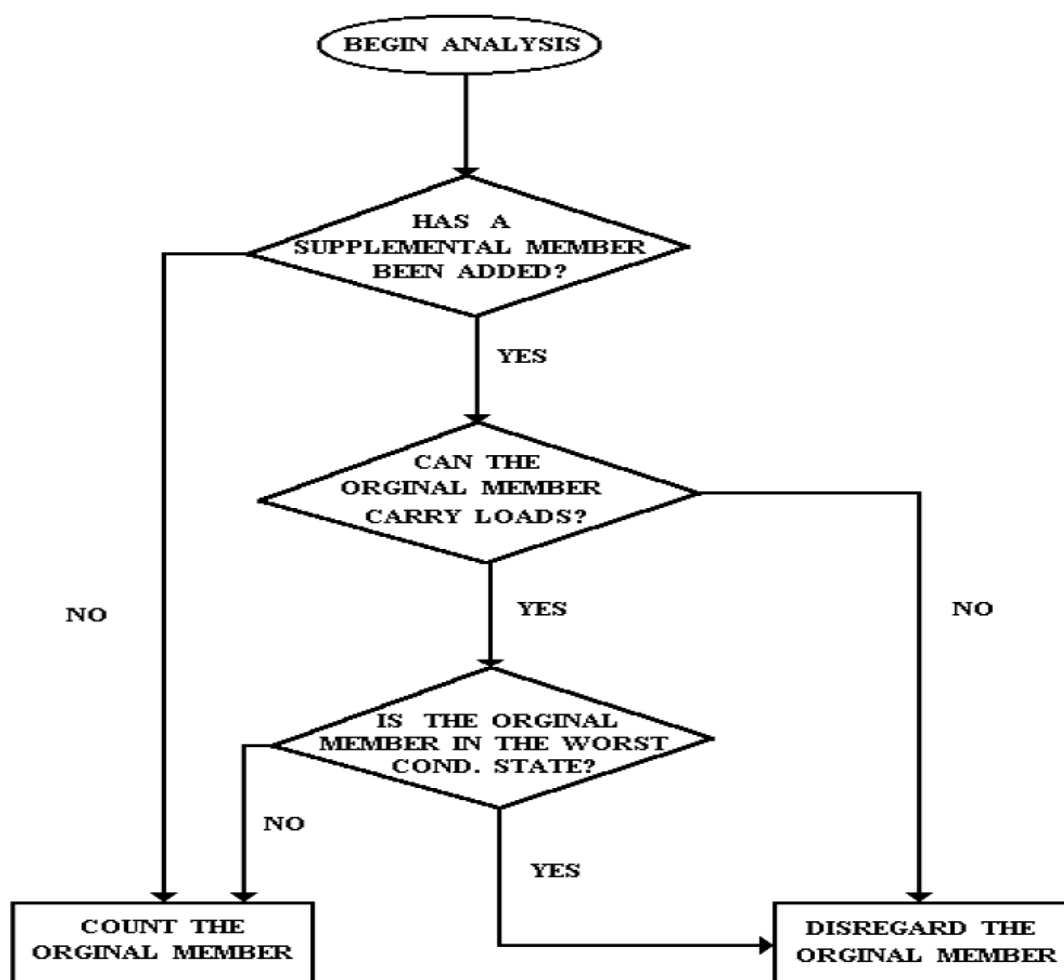 BEGIN ANALYSIS
HAS A
SUPPLEMENTAL MEMBER
BEEN ADDED?
YES
CAN THE
ORGINAL MEMBER
CARRY LOADS?
NO
YES
NO
IS THE ORGINAL
MEMBER IN THE WORST
COND. STATE?
NO
YES
COUNT THE
ORGINAL MEMBER
DISREGARD THE
ORGINAL MEMBER